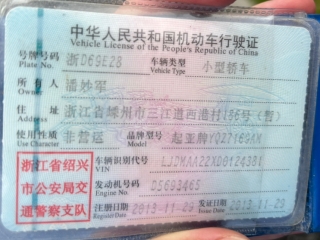 中华人民共和国机动车行驶证
Vehicle License of the People's Republic of China
号牌号码 浙D69E28 车辆类型 小型轿车
Plate No. Vehicle Type
所有人 潘妙军
Owner
住址 浙江省嵊州市三江道西港村156号(暂)
Address
使用性质 非营运 品牌型号 起亚牌YQZ7169AM
Use Character Model
浙江省绍兴
市公安局交
通警察支队
车辆识别代号
VIN
发动机号码 D5693465
Engine No.
注册日期 2013-11-29 发证日期 2013-11-29
Register Date Issue Date